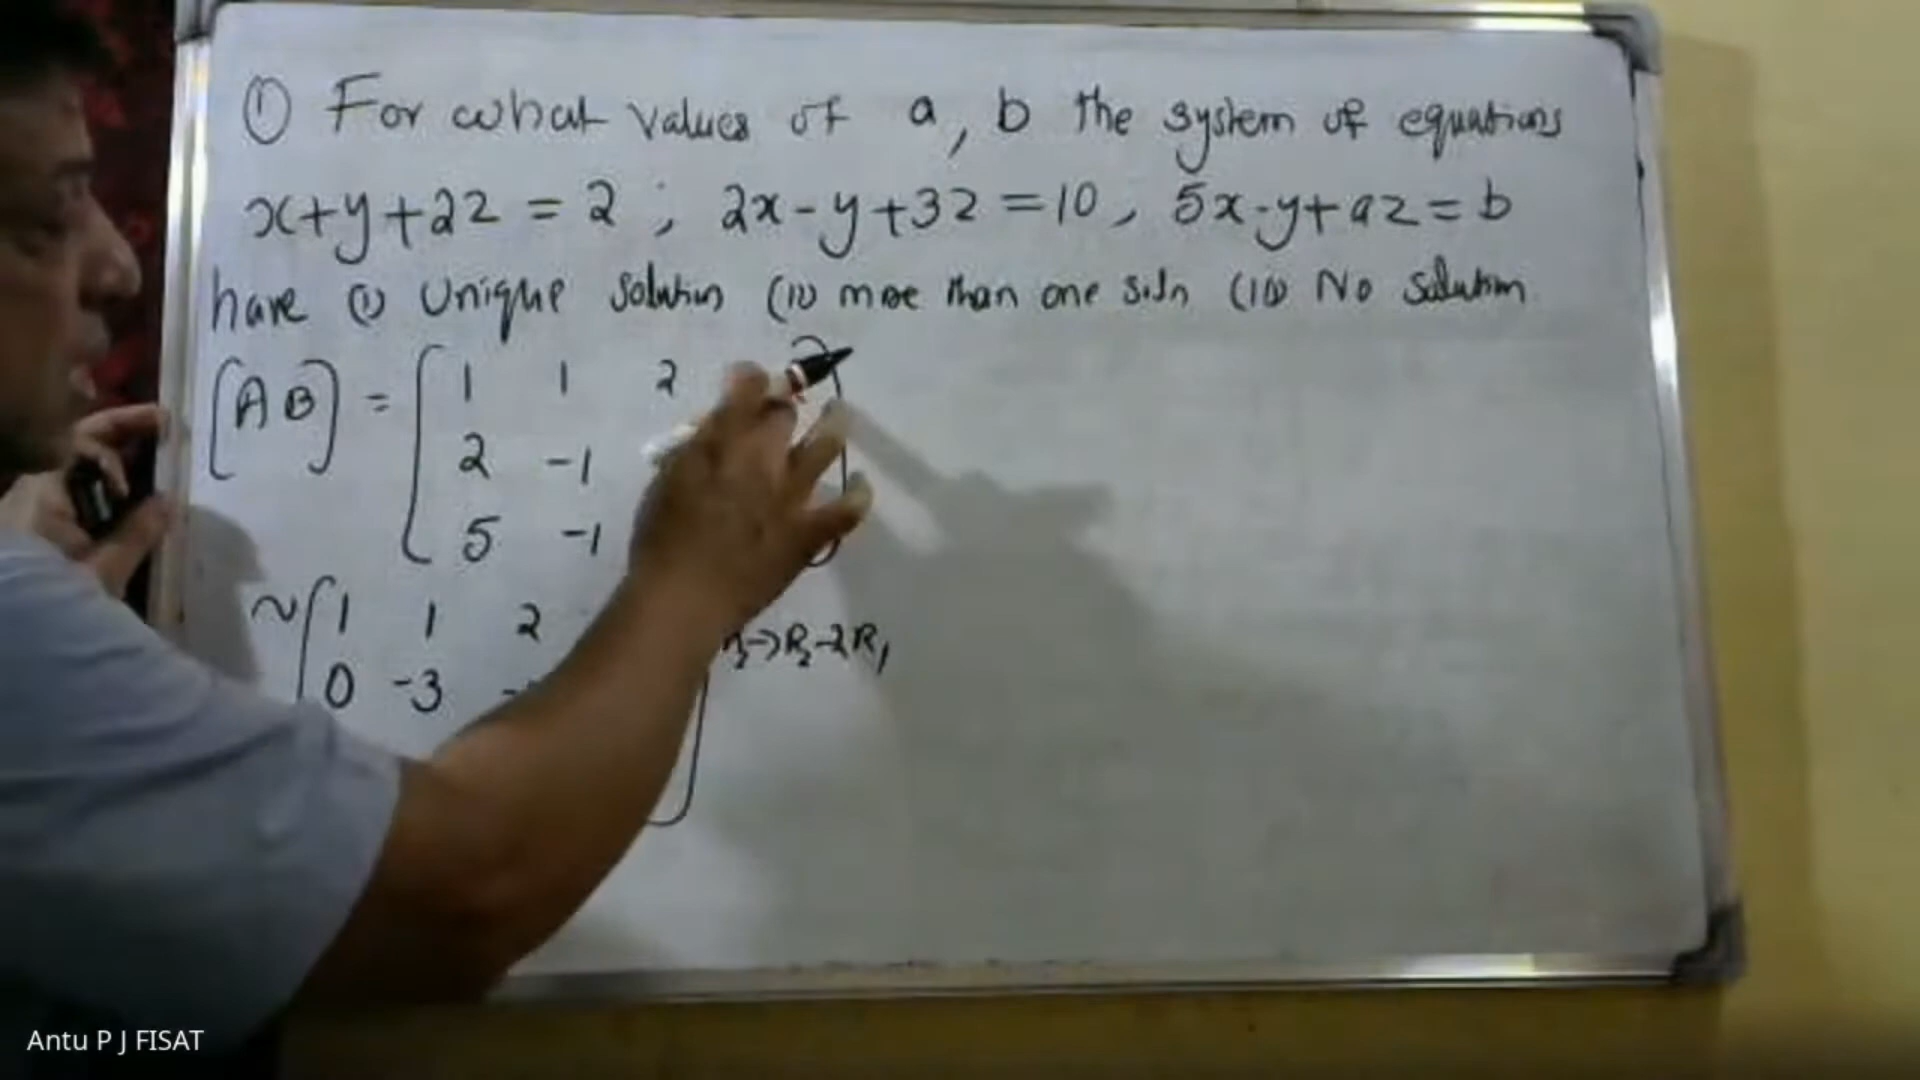 ① For what values of a, b the system of equations
x+y+2z = 2 ; 2x-y+3z=10, 5x-y+az=b
have (i) Unique solution (ii) more than one soln (iii) No solution
[A B] = [ 1 1 2
2 -1
5 -1
~ [ 1 1 2
0 -3 -
→R₂-2R₁
Antu P J FISAT